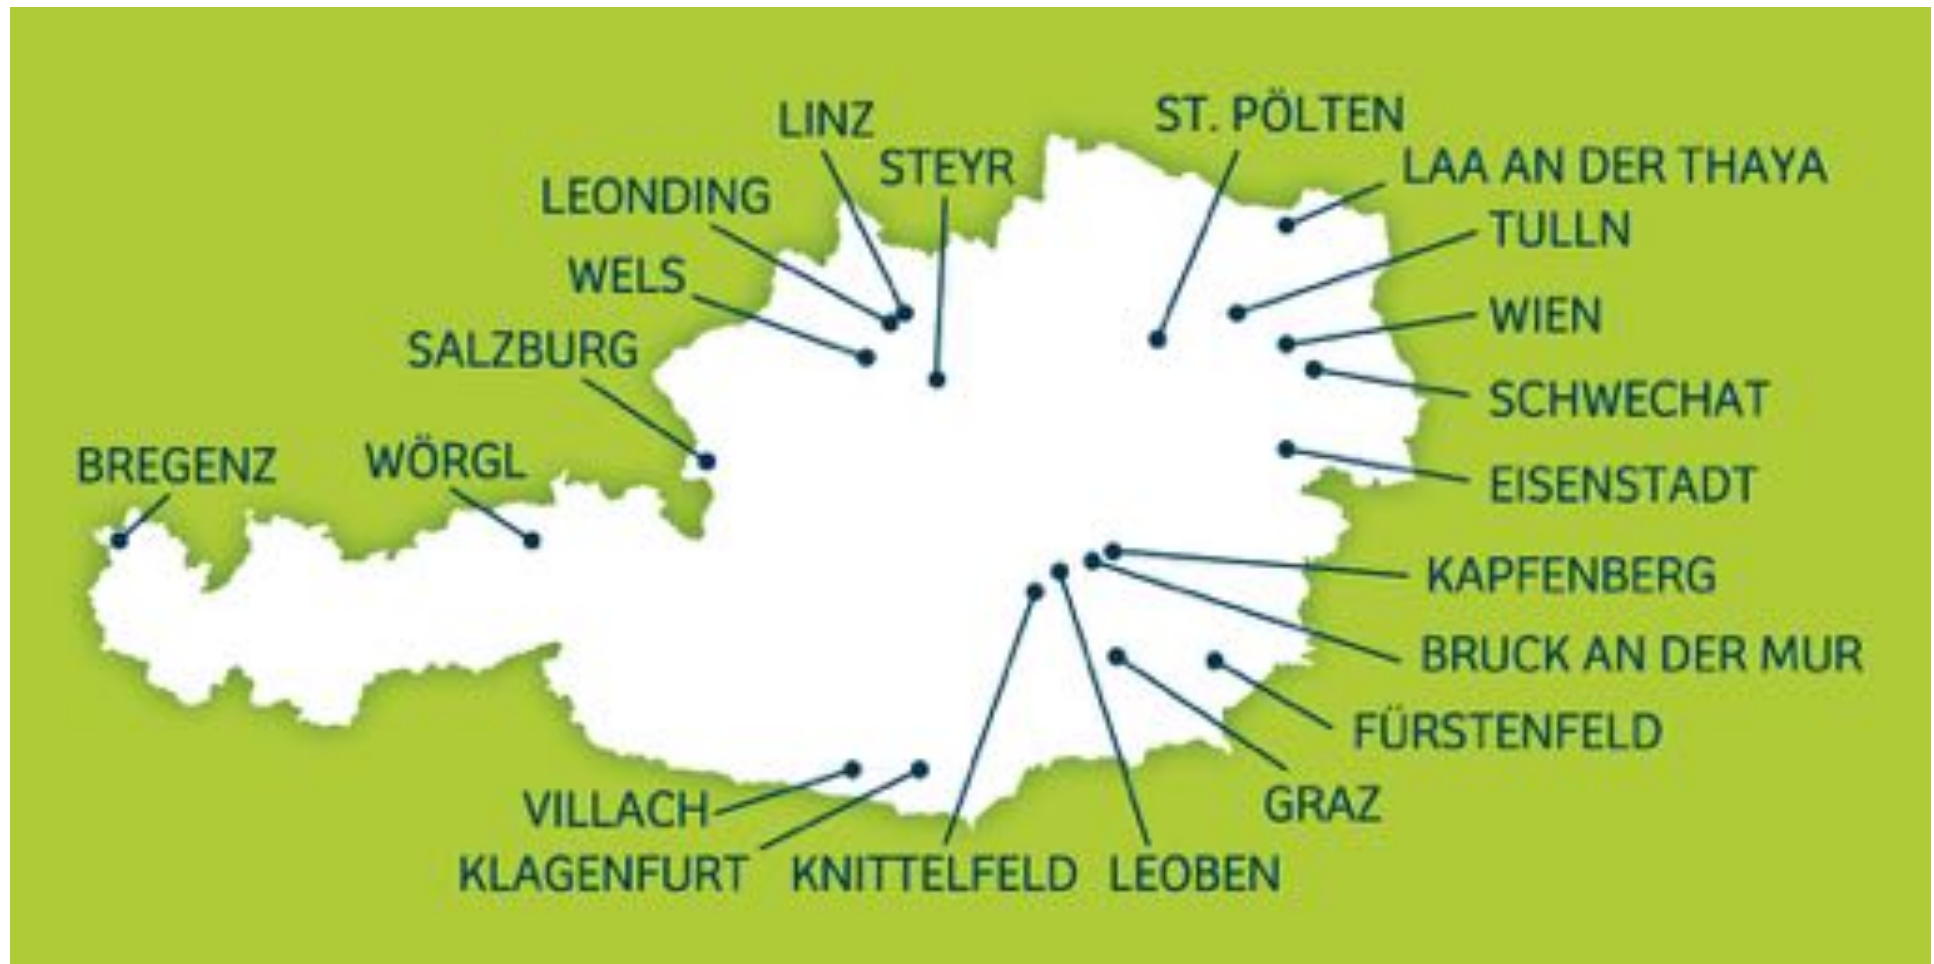 ST. PÖLTEN
LINZ
STEYR
LAA AN DER THAYA
LEONDING
TULLN
WELS
WIEN
SALZBURG
SCHWECHAT
BREGENZ
WÖRGL
EISENSTADT
KAPFENBERG
BRUCK AN DER MUR
FÜRSTENFELD
VILLACH
GRAZ
KLAGENFURT
KNITTELFELD
LEOBEN